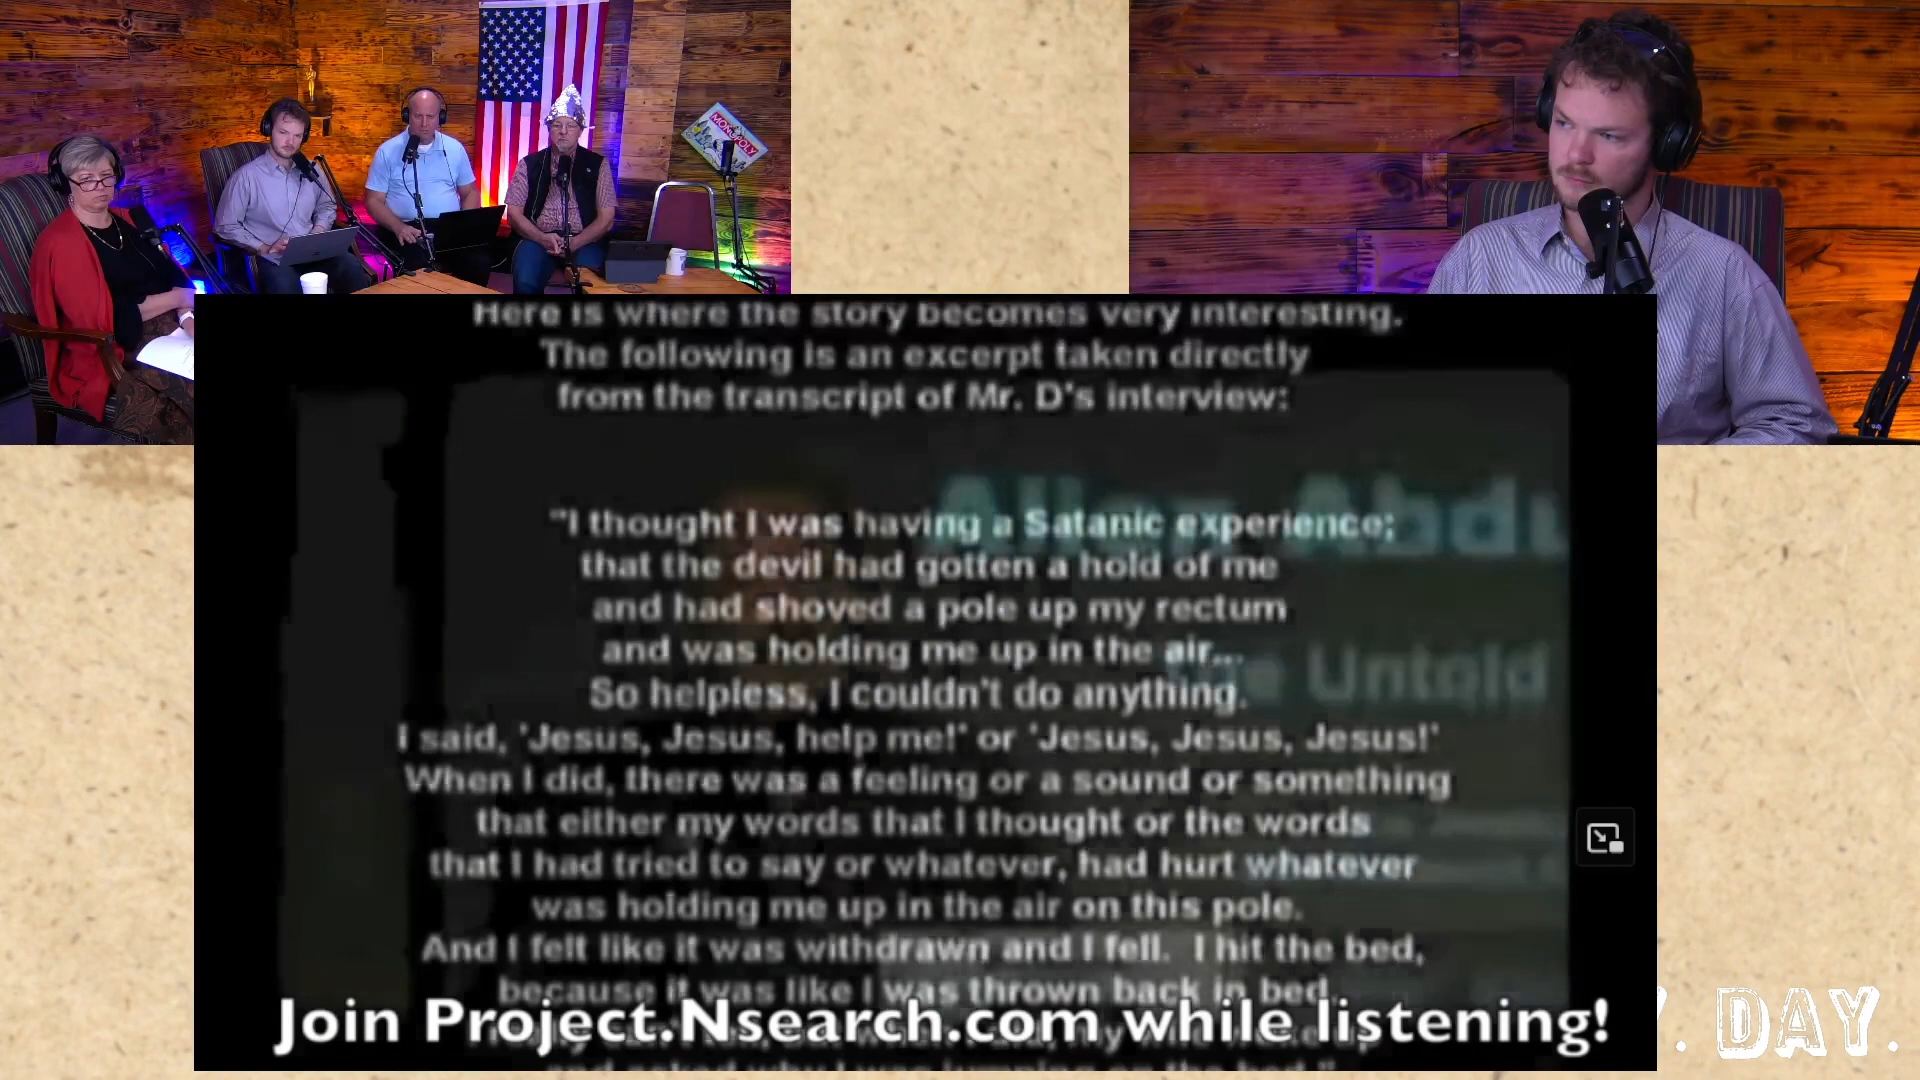 MONOPOLY
Here is where the story becomes very interesting.
The following is an excerpt taken directly
from the transcript of Mr. D's interview:
Allen Abdu
"I thought I was having a Satanic experience;
that the devil had gotten a hold of me
and had shoved a pole up my rectum
and was holding me up in the air...
Untold
So helpless, I couldn't do anything.
I said, 'Jesus, Jesus, help me!' or 'Jesus, Jesus, Jesus!'
When I did, there was a feeling or a sound or something
that either my words that I thought or the words
that I had tried to say or whatever, had hurt whatever
was holding me up in the air on this pole.
And I felt like it was withdrawn and I fell. I hit the bed,
because it was like I was thrown back in bed.
Join Project.Nsearch.com while listening!
. DAY.